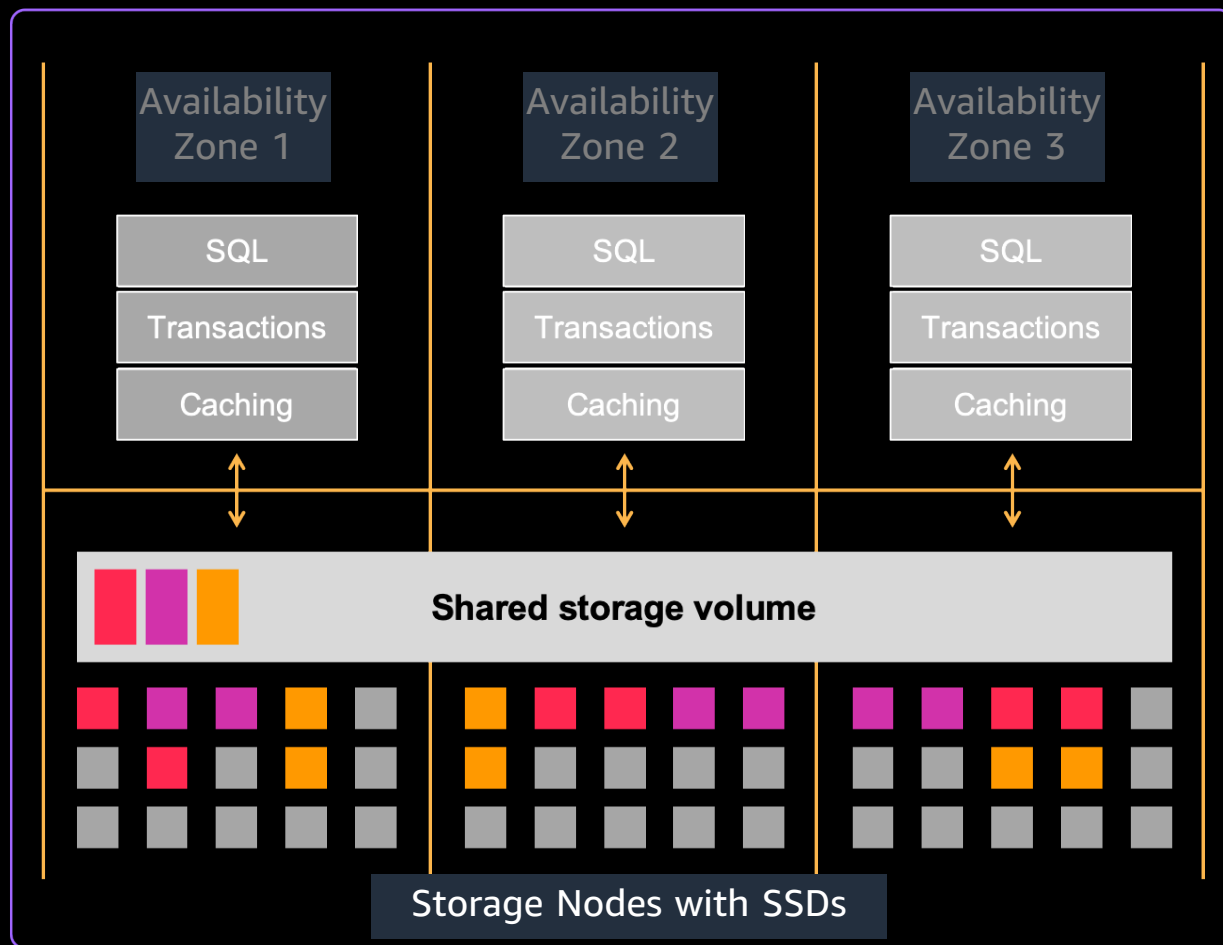 Availability
Zone 1
Availability
Zone 2
Availability
Zone 3
SQL
SQL
SQL
Transactions
Transactions
Transactions
Caching
Caching
Caching
Shared storage volume
Storage Nodes with SSDs